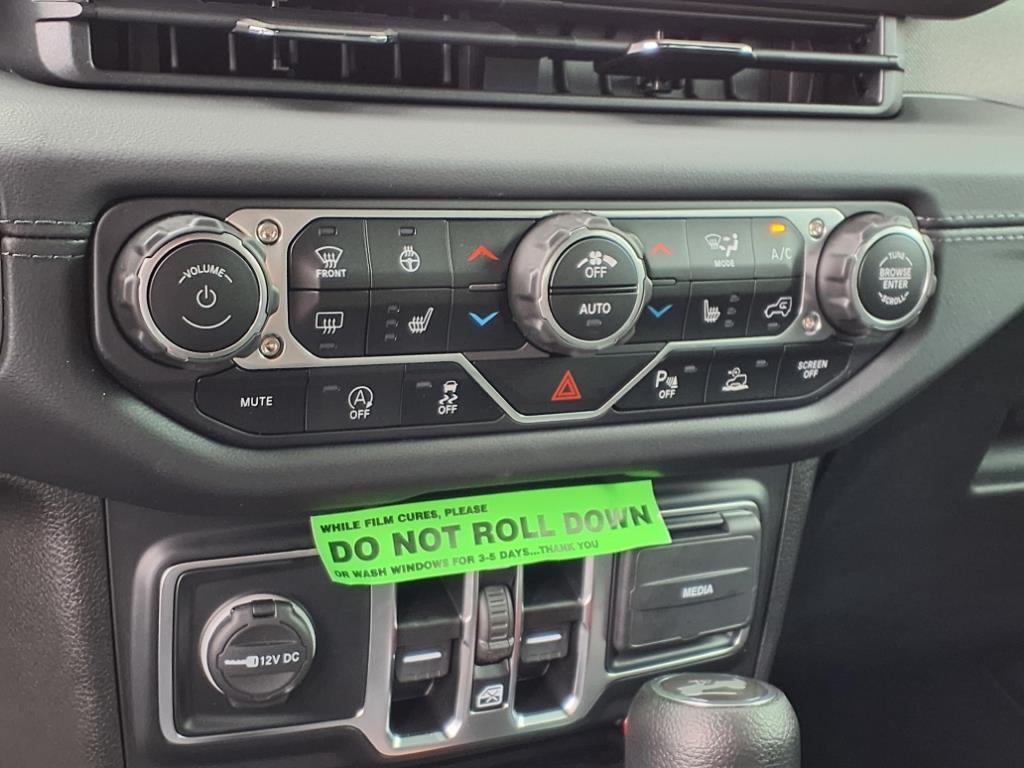 VOLUME
FRONT
OFF
AUTO
MODE
A/C
TUNE
BROWSE
ENTER
SCROLL
MUTE
A
OFF
OFF
P
OFF
SCREEN
OFF
WHILE FILM CURES, PLEASE
DO NOT ROLL DOWN
OR WASH WINDOWS FOR 3-5 DAYS...THANK YOU
12V DC
MEDIA